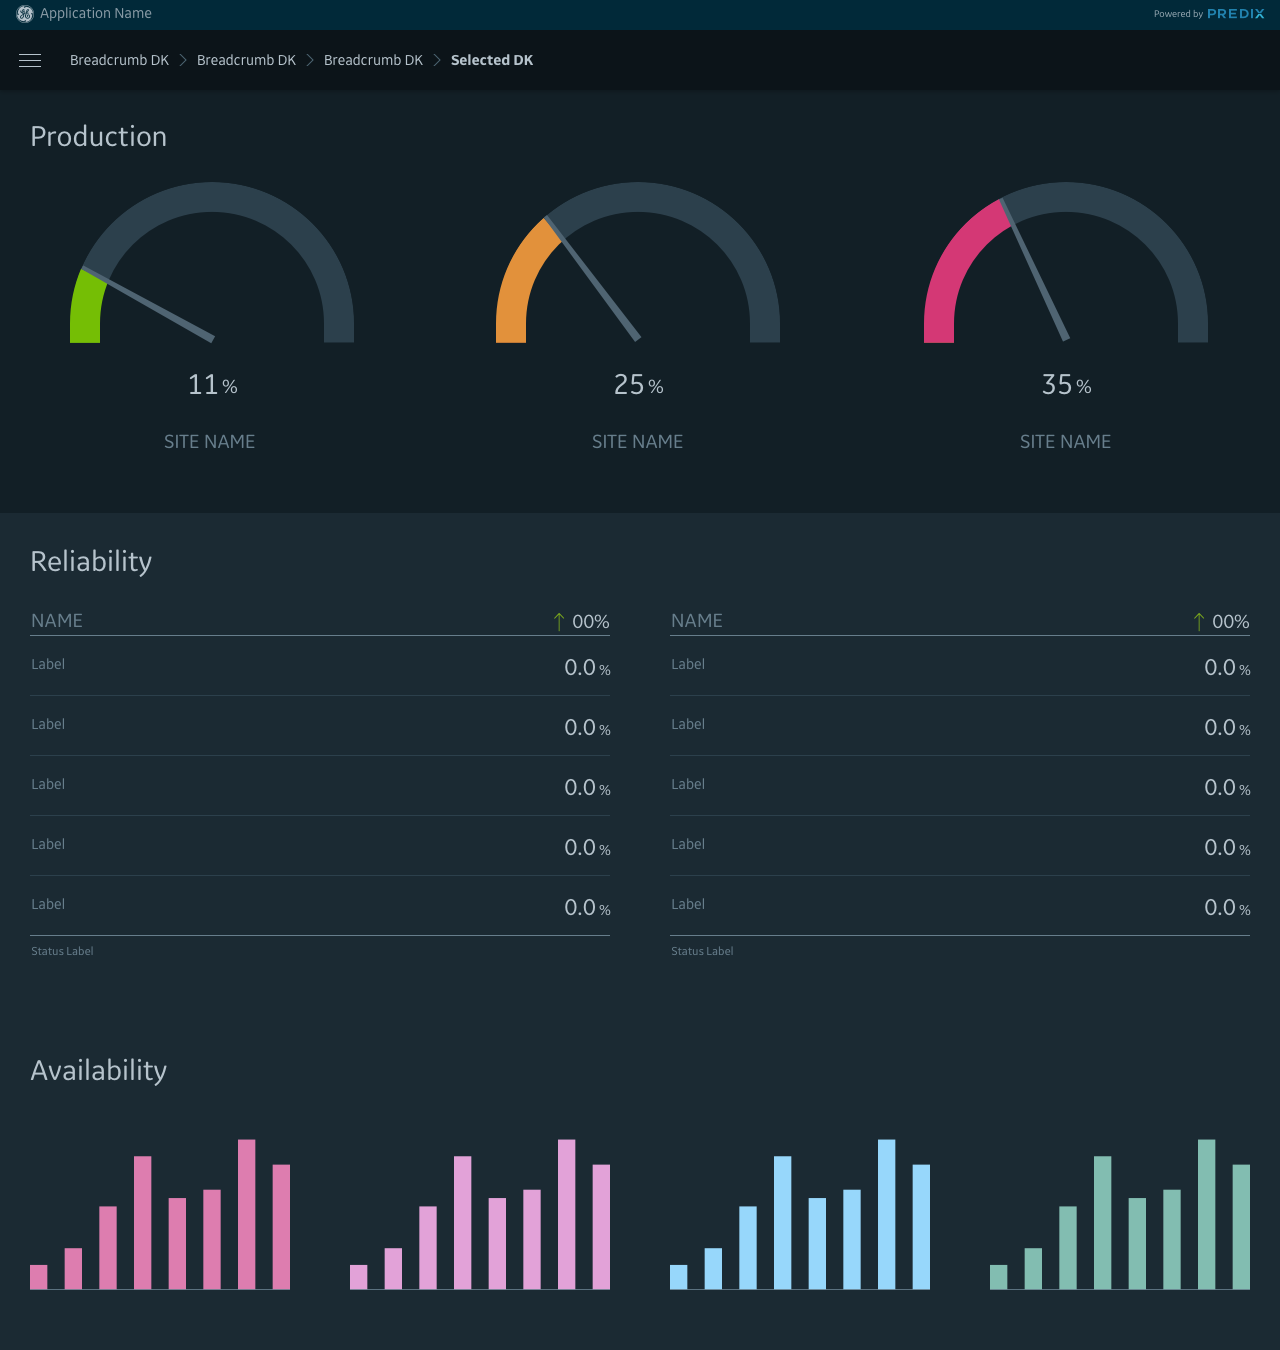 Application Name
Powered by PREDIX
Breadcrumb DK Breadcrumb DK Breadcrumb DK Selected DK
Production
11 % 25 % 35 %
SITE NAME SITE NAME SITE NAME
Reliability
NAME ↑ 00% NAME ↑ 00%
Label 0.0 % Label 0.0 %
Label 0.0 % Label 0.0 %
Label 0.0 % Label 0.0 %
Label 0.0 % Label 0.0 %
Label 0.0 % Label 0.0 %
Status Label Status Label
Availability